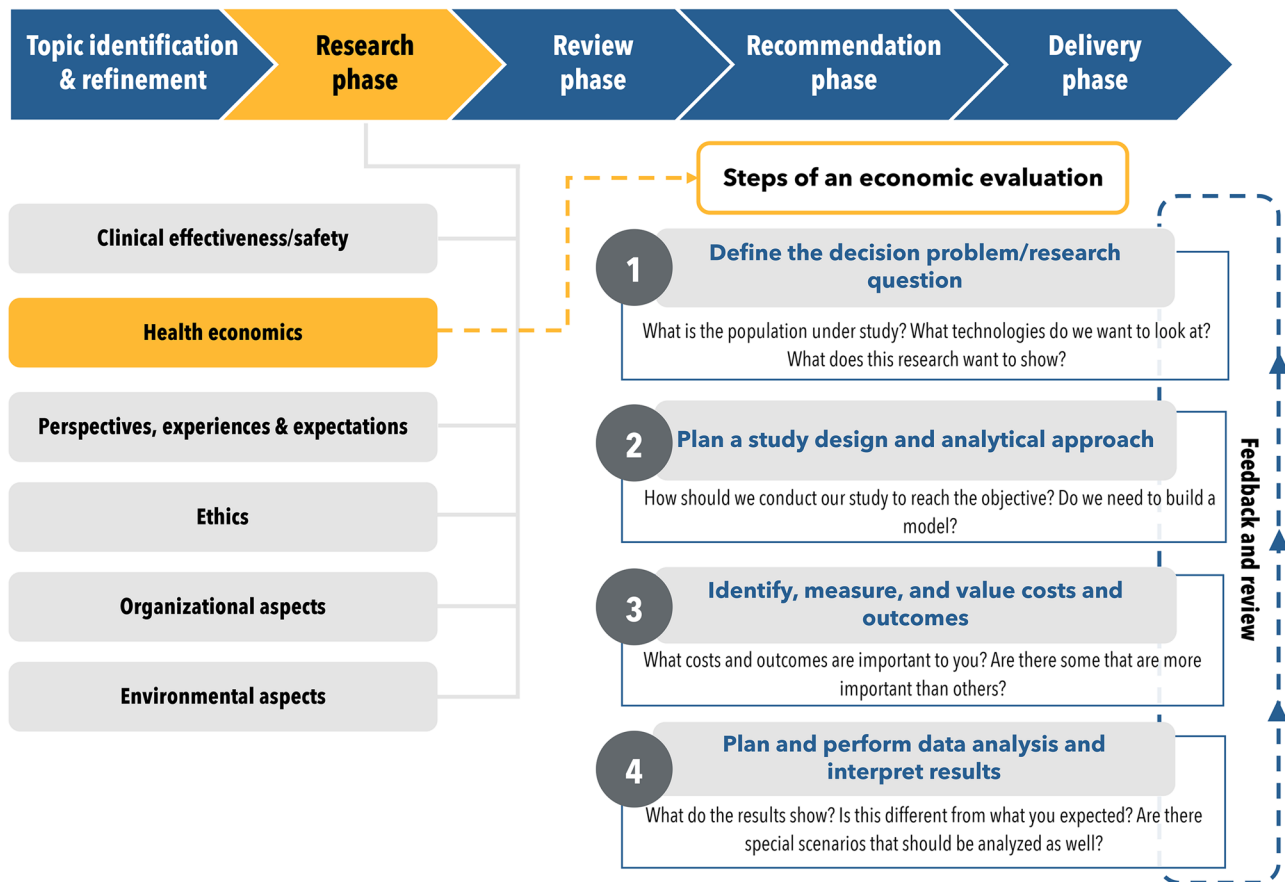 Topic identification
& refinement
Research
phase
Review
phase
Recommendation
phase
Delivery
phase
Clinical effectiveness/safety
Health economics
Perspectives, experiences & expectations
Ethics
Organizational aspects
Environmental aspects
Steps of an economic evaluation
1
Define the decision problem/research
question
What is the population under study? What technologies do we want to look at?
What does this research want to show?
2
Plan a study design and analytical approach
How should we conduct our study to reach the objective? Do we need to build a
model?
3
Identify, measure, and value costs and
outcomes
What costs and outcomes are important to you? Are there some that are more
important than others?
4
Plan and perform data analysis and
interpret results
What do the results show? Is this different from what you expected? Are there
special scenarios that should be analyzed as well?
Feedback and review